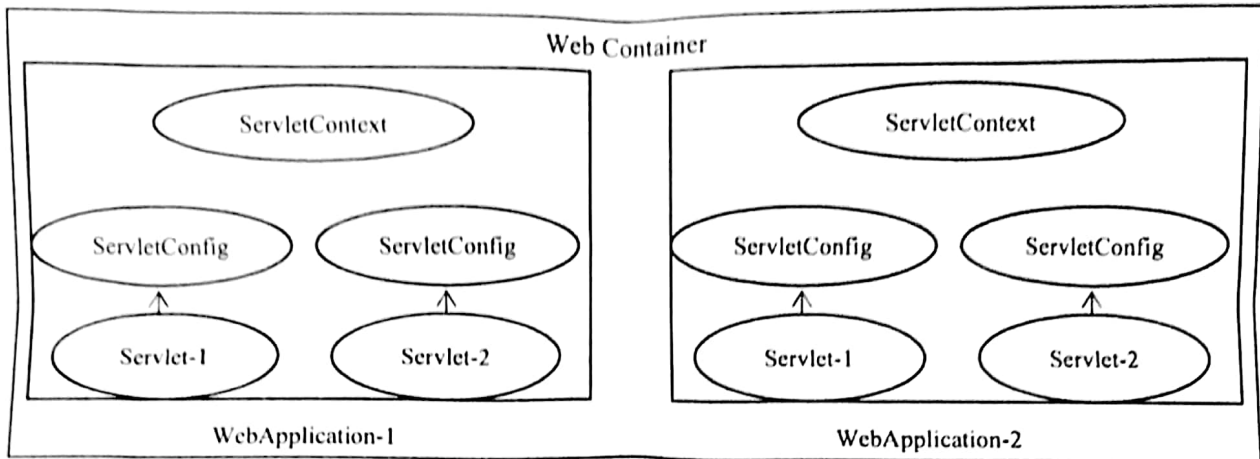 Web Container
ServletContext
ServletContext
ServletConfig
ServletConfig
ServletConfig
ServletConfig
Servlet-1
Servlet-2
Servlet-1
Servlet-2
WebApplication-1
WebApplication-2